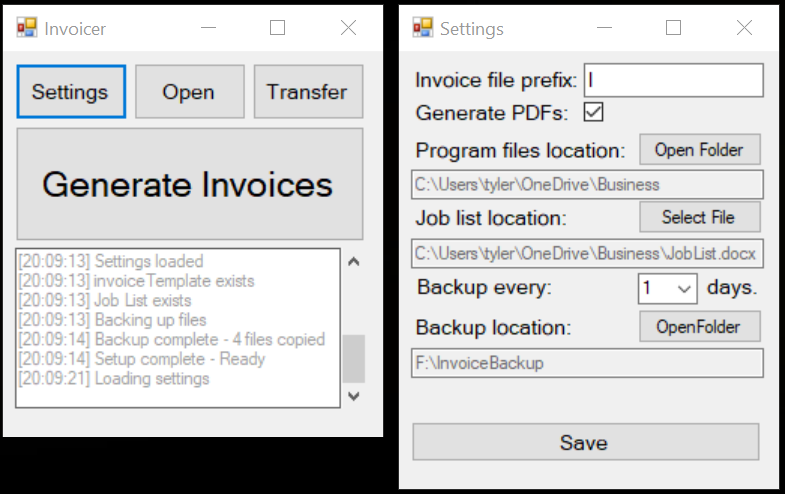 Invoicer
Settings
Open
Transfer
Generate Invoices
[20:09:13] Settings loaded
[20:09:13] invoiceTemplate exists
[20:09:13] Job List exists
[20:09:13] Backing up files
[20:09:14] Backup complete - 4 files copied
[20:09:14] Setup complete - Ready
[20:09:21] Loading settings
Settings
Invoice file prefix: I
Generate PDFs:
Program files location: Open Folder
C:\Users\tyler\OneDrive\Business
Job list location: Select File
C:\Users\tyler\OneDrive\Business\JobList.docx
Backup every: 1 days.
Backup location: OpenFolder
F:\InvoiceBackup
Save